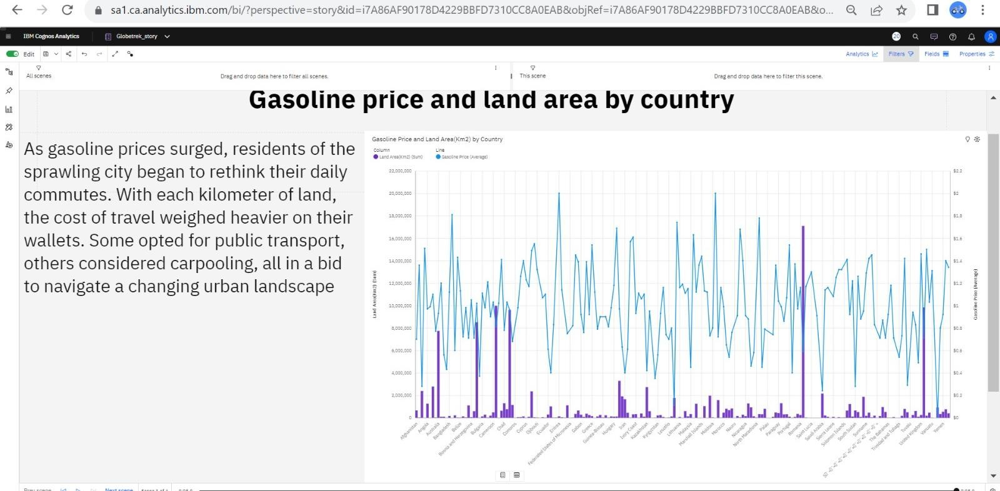 sa1.ca.analytics.ibm.com/bi/?perspective=story&id=i7A86AF90178D4229BBFD7310CC8A0EAB&objRef=i7A86AF90178D4229BBFD7310CC8A0EAB&o...
IBM Cognos Analytics
Globetrek_story
20
Edit
Analytics
Filters
Fields
Properties
All scenes
Drag and drop data here to filter all scenes.
This scene
Drag and drop data here to filter this scene.
Gasoline price and land area by country
As gasoline prices surged, residents of the
sprawling city began to rethink their daily
commutes. With each kilometer of land,
the cost of travel weighed heavier on their
wallets. Some opted for public transport,
others considered carpooling, all in a bid
to navigate a changing urban landscape
Gasoline Price and Land Area(Km2) by Country
Column
Land Area(Km2) (Sum)
Line
Gasoline Price (Average)
22,000,000
20,000,000
18,000,000
16,000,000
14,000,000
12,000,000
10,000,000
8,000,000
6,000,000
4,000,000
2,000,000
0
Land Area(Km2) (Sum)
$2.2
$2
$1.8
$1.6
$1.4
$1.2
$1
$0.8
$0.6
$0.4
$0.2
$0
Gasoline Price (Average)
Afghanistan
Angola
Australia
Bangladesh
Belize
Bosnia and Herzegovina
Bulgaria
Cameroon
Chad
Comoros
Cyprus
Djibouti
Ecuador
Eritrea
Federated States of Micronesia
Gabon
Greece
Guinea-Bissau
Hungary
Iran
Ivory Coast
Kazakhstan
Kyrgyzstan
Lesotho
Lithuania
Malaysia
Marshall Islands
Moldova
Morocco
Nauru
Nicaragua
North Macedonia
Palau
Paraguay
Portugal
Romania
Saint Lucia
Saudi Arabia
Sierra Leone
Solomon Islands
South Sudan
Suriname
The Bahamas
Trinidad and Tobago
Tuvalu
United Kingdom
Vanuatu
Yemen
Prev scene
Next scene
Scene 1 of 1
0:05.0
0:05.0